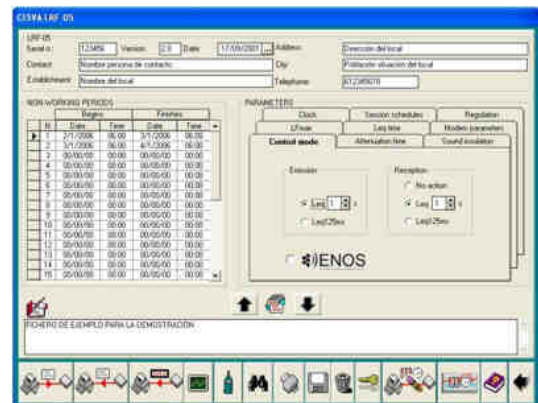 CESVA LRF-05
LRF-05
Serial n.: 123456 Version: 2.0 Date: 17/09/2001 ... Address: Dirección del local
Contact: Nombre persona de contacto City: Población situación del local
Establishment: Nombre del local Telephone: 612345678
NON-WORKING PERIODS PARAMETERS
Begins Finishes
N. Date Time Date Time
1 2/1/2006 06:00 3/1/2006 06:00
2 3/1/2006 06:00 4/1/2006 06:00
3 00/00/00 00:00 00/00/00 00:00
4 00/00/00 00:00 00/00/00 00:00
5 00/00/00 00:00 00/00/00 00:00
6 00/00/00 00:00 00/00/00 00:00
7 00/00/00 00:00 00/00/00 00:00
8 00/00/00 00:00 00/00/00 00:00
9 00/00/00 00:00 00/00/00 00:00
10 00/00/00 00:00 00/00/00 00:00
11 00/00/00 00:00 00/00/00 00:00
12 00/00/00 00:00 00/00/00 00:00
13 00/00/00 00:00 00/00/00 00:00
14 00/00/00 00:00 00/00/00 00:00
15 00/00/00 00:00 00/00/00 00:00
Clock Session schedules Regulation
LFmax Leq time Modem parameters
Control mode Attenuation time Sound insulation
Emission Reception
No action
Leq 1 s Leq 1 s
Leq125ms Leq125ms
ENOS
FICHERO DE EJEMPLO PARA LA DEMOSTRACIÓN